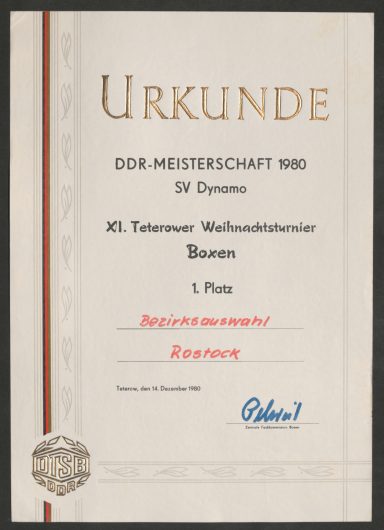 URKUNDE
DDR-MEISTERSCHAFT 1980
SV Dynamo
XI. Teterower Weihnachtsturnier
Boxen
1. Platz
Bezirksauswahl
Rostock
Teterow, den 14. Dezember 1980
Zentrale Fachkommission Boxen
DTSB
DDR